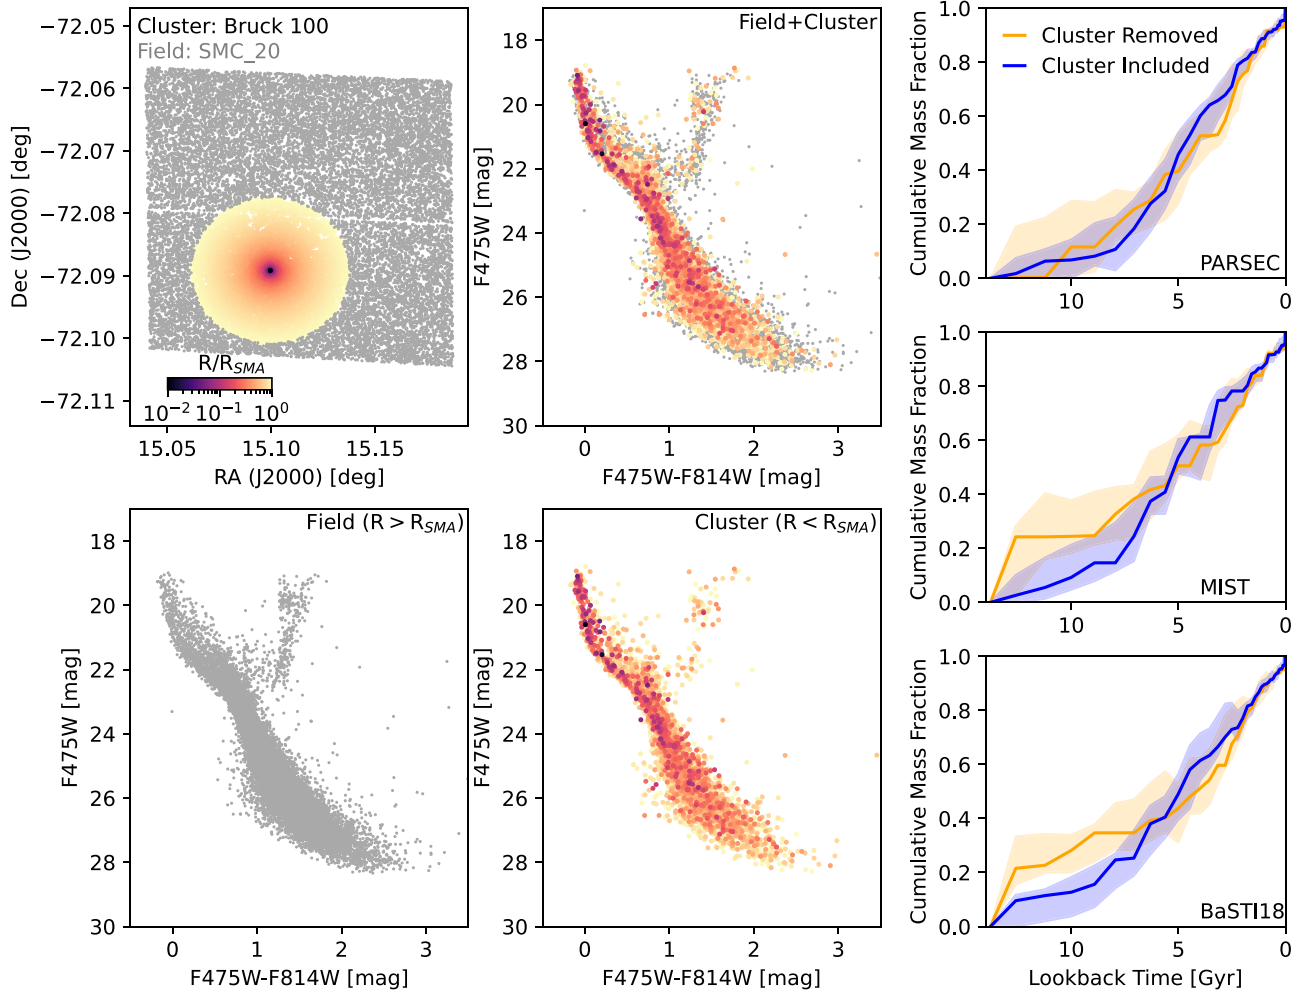 Cluster: Bruck 100
Field: SMC_20
−72.05
−72.06
−72.07
−72.08
−72.09
−72.10
−72.11
Dec (J2000) [deg]
R/R_SMA
10^−2 10^−1 10^0
15.05 15.10 15.15
RA (J2000) [deg]
Field+Cluster
18
20
22
24
26
28
30
F475W [mag]
0 1 2 3
F475W-F814W [mag]
Field (R > R_SMA)
18
20
22
24
26
28
30
F475W [mag]
0 1 2 3
F475W-F814W [mag]
Cluster (R < R_SMA)
18
20
22
24
26
28
30
F475W [mag]
0 1 2 3
F475W-F814W [mag]
Cluster Removed
Cluster Included
1.0
0.8
0.6
0.4
0.2
0.0
Cumulative Mass Fraction
PARSEC
10 5 0
1.0
0.8
0.6
0.4
0.2
0.0
Cumulative Mass Fraction
MIST
10 5 0
1.0
0.8
0.6
0.4
0.2
0.0
Cumulative Mass Fraction
BaSTI18
10 5 0
Lookback Time [Gyr]